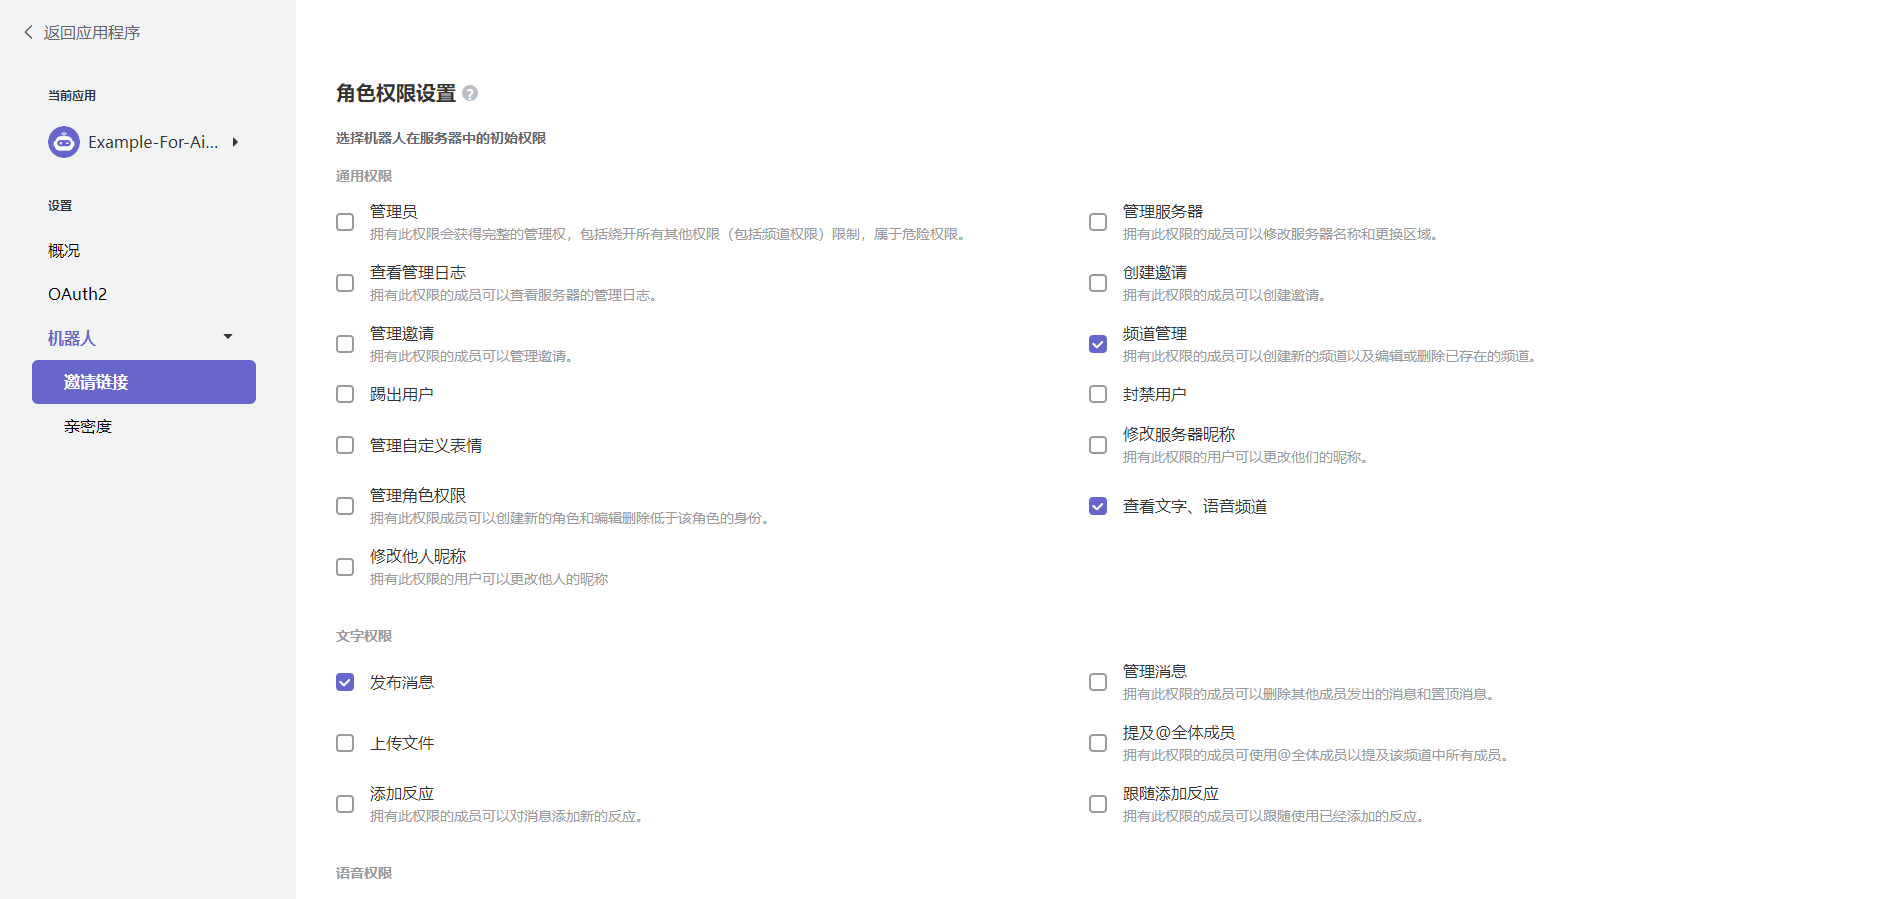 返回应用程序
当前应用
Example-For-Ai...
设置
概况
OAuth2
机器人
邀请链接
亲密度
角色权限设置 ?
选择机器人在服务器中的初始权限
通用权限
管理员
拥有此权限会获得完整的管理权，包括绕开所有其他权限（包括频道权限）限制，属于危险权限。
管理服务器
拥有此权限的成员可以修改服务器名称和更换区域。
查看管理日志
拥有此权限的成员可以查看服务器的管理日志。
创建邀请
拥有此权限的成员可以创建邀请。
管理邀请
拥有此权限的成员可以管理邀请。
频道管理
拥有此权限的成员可以创建新的频道以及编辑或删除已存在的频道。
踢出用户
封禁用户
管理自定义表情
修改服务器昵称
拥有此权限的用户可以更改他们的昵称。
管理角色权限
拥有此权限成员可以创建新的角色和编辑删除低于该角色的身份。
查看文字、语音频道
修改他人昵称
拥有此权限的用户可以更改他人的昵称
文字权限
发布消息
管理消息
拥有此权限的成员可以删除其他成员发出的消息和置顶消息。
上传文件
提及@全体成员
拥有此权限的成员可使用@全体成员以提及该频道中所有成员。
添加反应
拥有此权限的成员可以对消息添加新的反应。
跟随添加反应
拥有此权限的成员可以跟随使用已经添加的反应。
语音权限